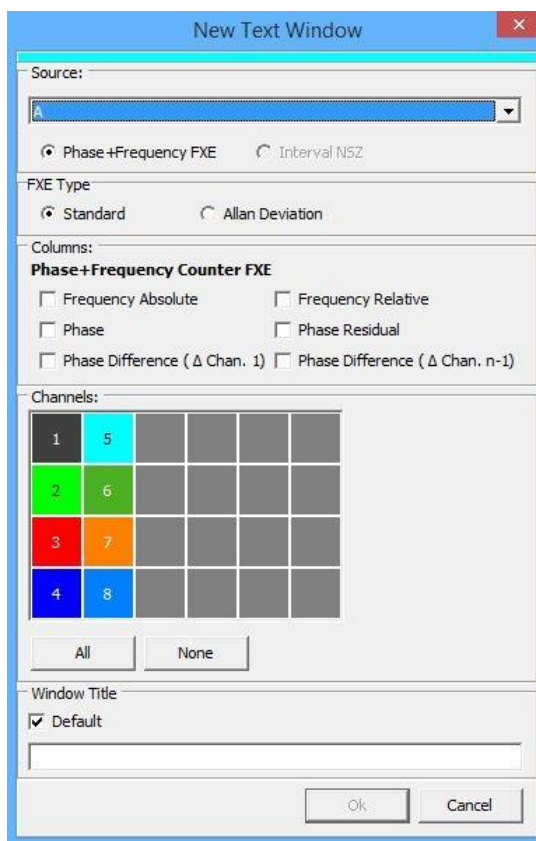 New Text Window
Source:
A
Phase+Frequency FXE Interval NSZ
FXE Type
Standard Allan Deviation
Columns:
Phase+Frequency Counter FXE
Frequency Absolute Frequency Relative
Phase Phase Residual
Phase Difference ( Δ Chan. 1) Phase Difference ( Δ Chan. n-1)
Channels:
1 5
2 6
3 7
4 8
All None
Window Title
Default
Ok Cancel